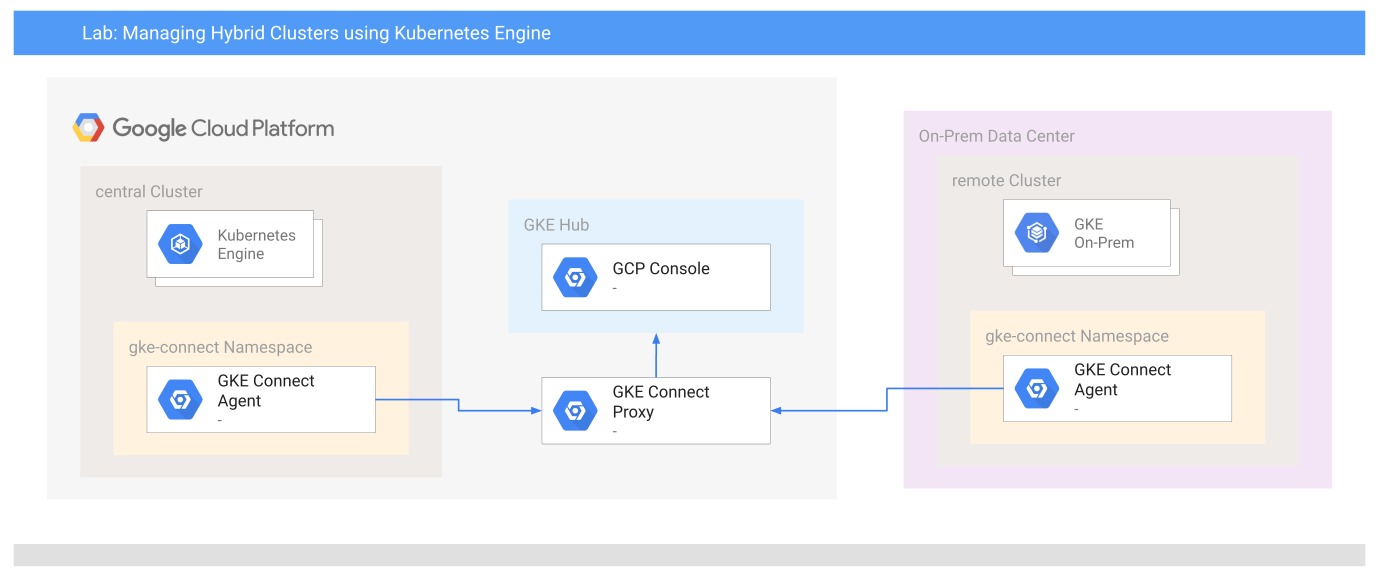 Lab: Managing Hybrid Clusters using Kubernetes Engine
Google Cloud Platform
central Cluster
Kubernetes
Engine
gke-connect Namespace
GKE Connect
Agent
-
GKE Hub
GCP Console
-
GKE Connect
Proxy
-
On-Prem Data Center
remote Cluster
GKE
On-Prem
gke-connect Namespace
GKE Connect
Agent
-